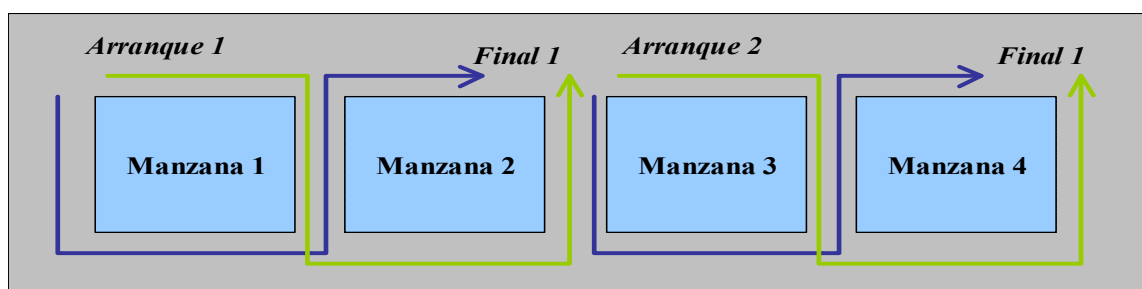 Arranque 1
Final 1
Arranque 2
Final 1
Manzana 1
Manzana 2
Manzana 3
Manzana 4